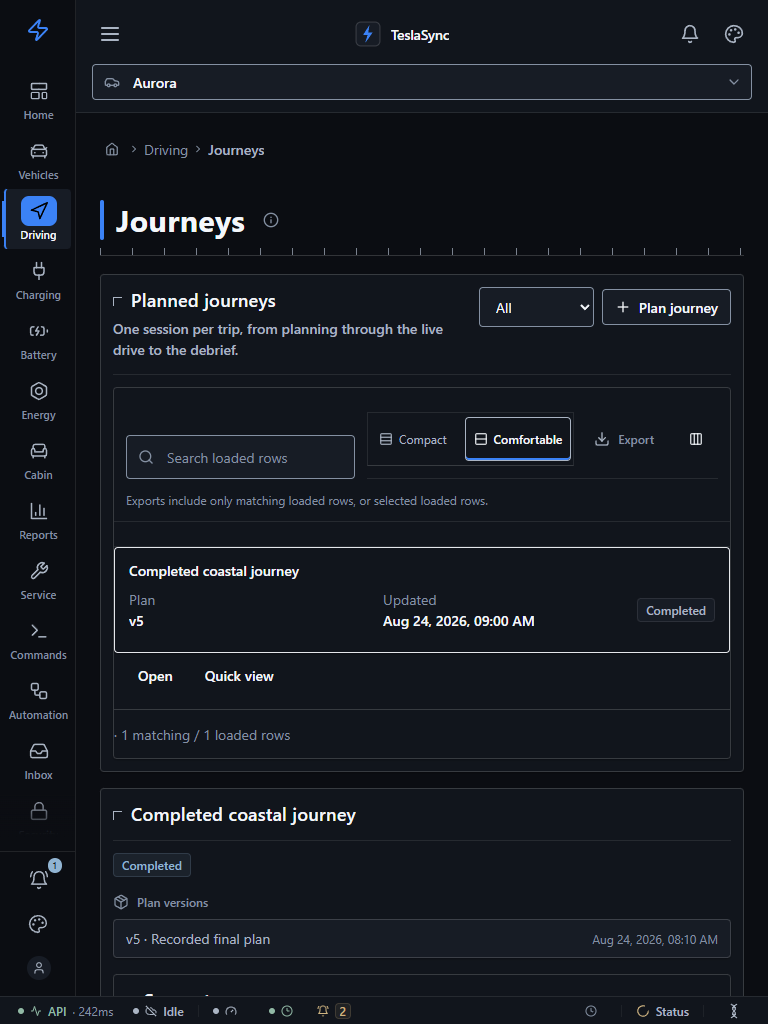 TeslaSync
Aurora
Home
Vehicles
Driving
Charging
Battery
Energy
Cabin
Reports
Service
Commands
Automation
Inbox
1
Driving
Journeys
Journeys
Planned journeys
One session per trip, from planning through the live
drive to the debrief.
All
Plan journey
Search loaded rows
Compact
Comfortable
Export
Exports include only matching loaded rows, or selected loaded rows.
Completed coastal journey
Plan
v5
Updated
Aug 24, 2026, 09:00 AM
Completed
Open
Quick view
· 1 matching / 1 loaded rows
Completed coastal journey
Completed
Plan versions
v5 · Recorded final plan
Aug 24, 2026, 08:10 AM
API · 242ms
Idle
2
Status